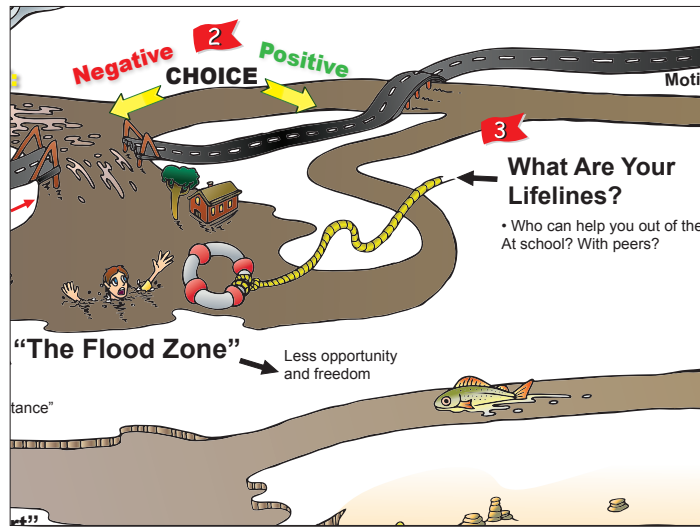 2
Negative
Positive
CHOICE
Moti
3
What Are Your
Lifelines?
• Who can help you out of the
At school? With peers?
"The Flood Zone"
Less opportunity
and freedom
tance"
rt"